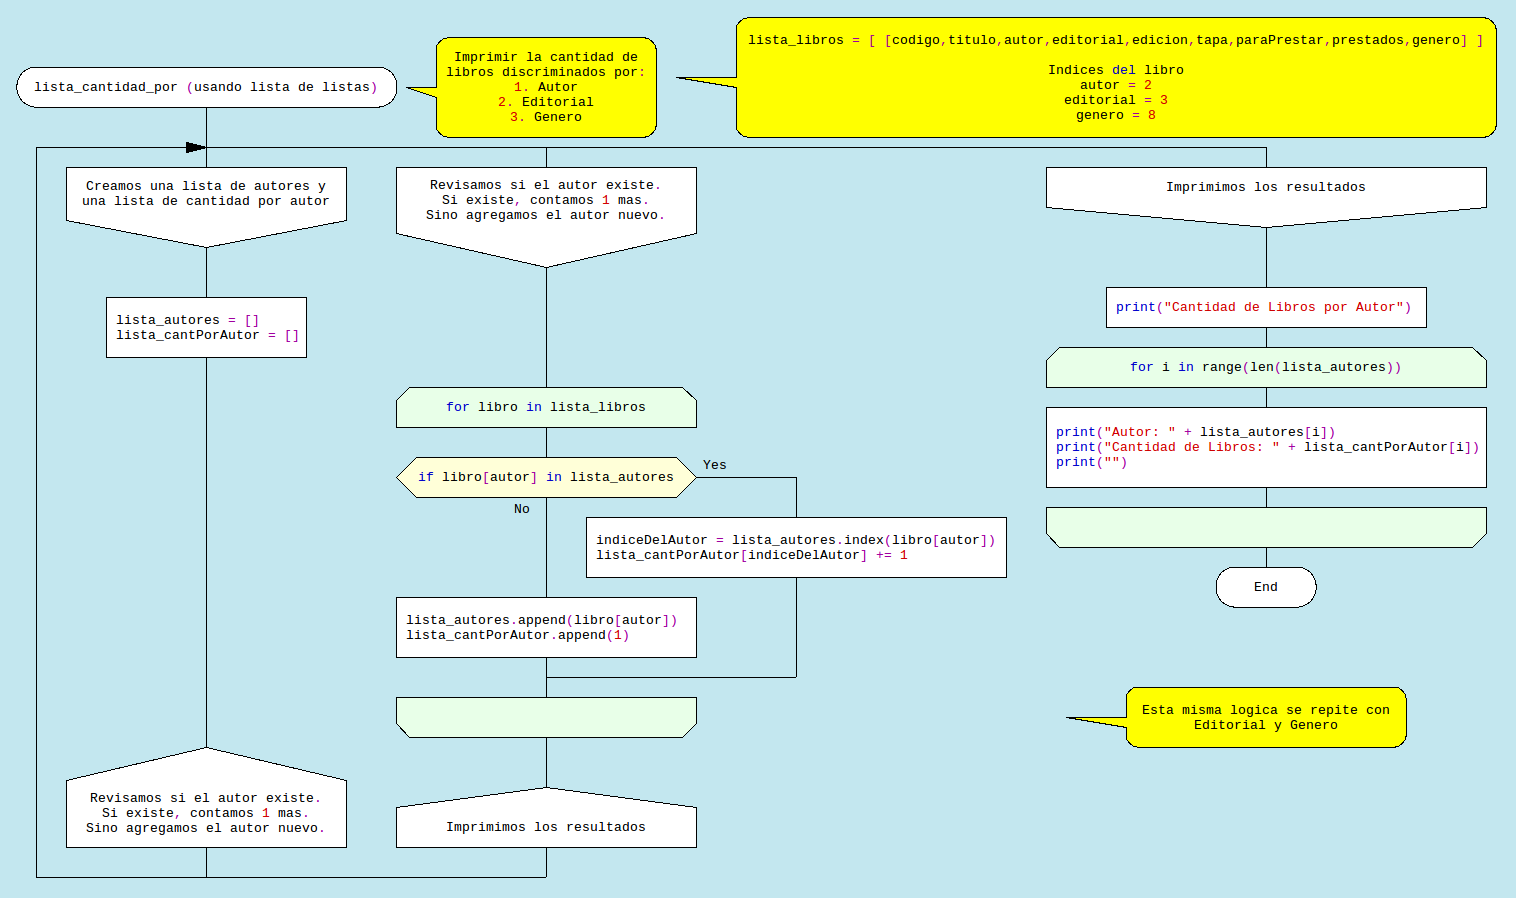 lista_cantidad_por (usando lista de listas)
Imprimir la cantidad de
libros discriminados por:
1. Autor
2. Editorial
3. Genero
lista_libros = [ [codigo,titulo,autor,editorial,edicion,tapa,paraPrestar,prestados,genero] ]
Indices del libro
autor = 2
editorial = 3
genero = 8
Creamos una lista de autores y
una lista de cantidad por autor
lista_autores = []
lista_cantPorAutor = []
Revisamos si el autor existe.
Si existe, contamos 1 mas.
Sino agregamos el autor nuevo.
Revisamos si el autor existe.
Si existe, contamos 1 mas.
Sino agregamos el autor nuevo.
for libro in lista_libros
if libro[autor] in lista_autores
Yes
No
indiceDelAutor = lista_autores.index(libro[autor])
lista_cantPorAutor[indiceDelAutor] += 1
lista_autores.append(libro[autor])
lista_cantPorAutor.append(1)
Imprimimos los resultados
Imprimimos los resultados
print("Cantidad de Libros por Autor")
for i in range(len(lista_autores))
print("Autor: " + lista_autores[i])
print("Cantidad de Libros: " + lista_cantPorAutor[i])
print("")
End
Esta misma logica se repite con
Editorial y Genero